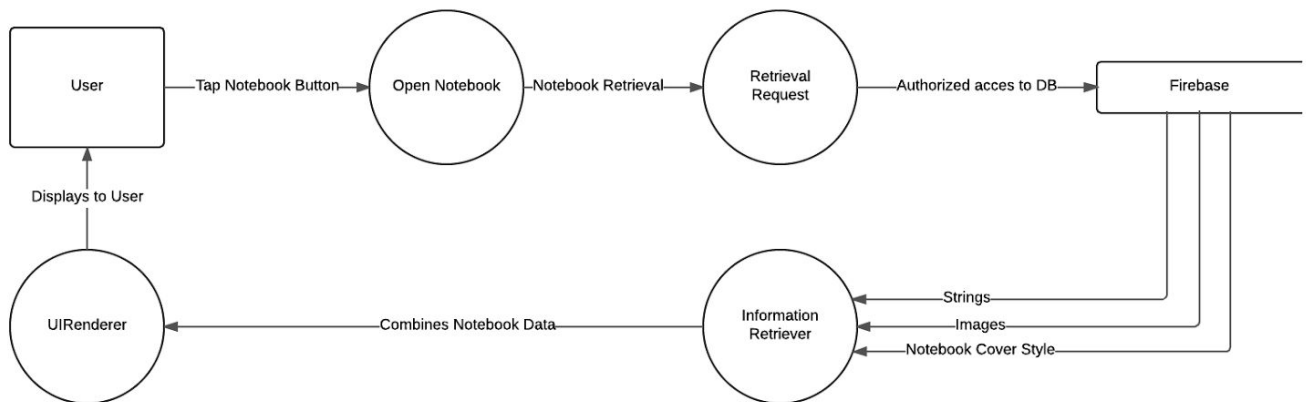 User
Tap Notebook Button
Open Notebook
Notebook Retrieval
Retrieval
Request
Authorized acces to DB
Firebase
Displays to User
Strings
UIRenderer
Combines Notebook Data
Information
Retriever
Images
Notebook Cover Style